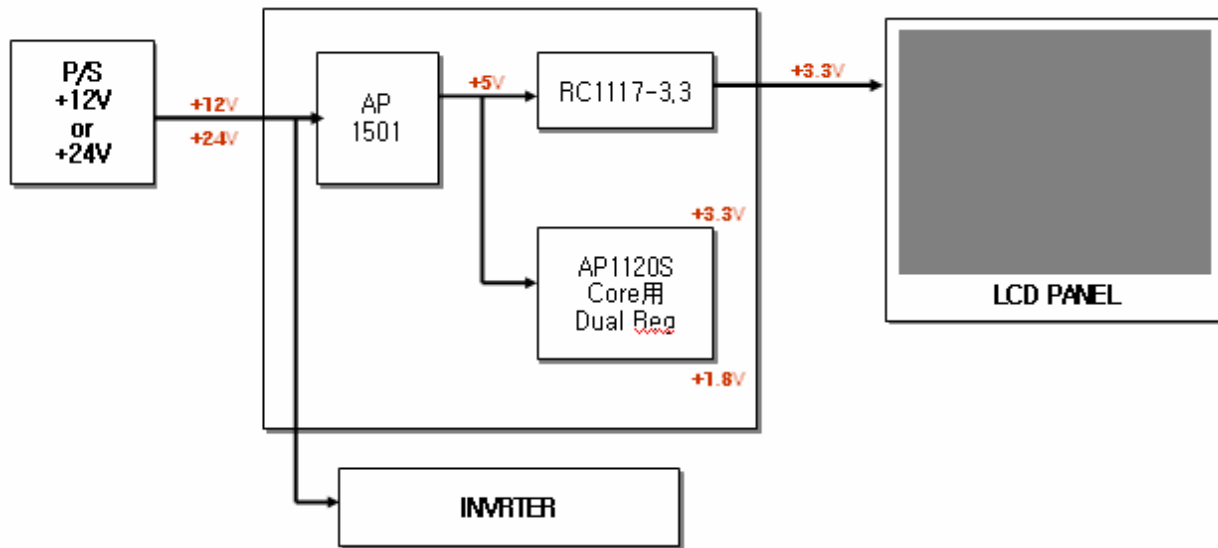 P/S
+12V
or
+24V
+12V
+24V
AP
1501
+5V
RC1117-3,3
+3.3V
LCD PANEL
+3.3V
AP1120S
Core用
Dual Reg
+1.8V
INVRTER